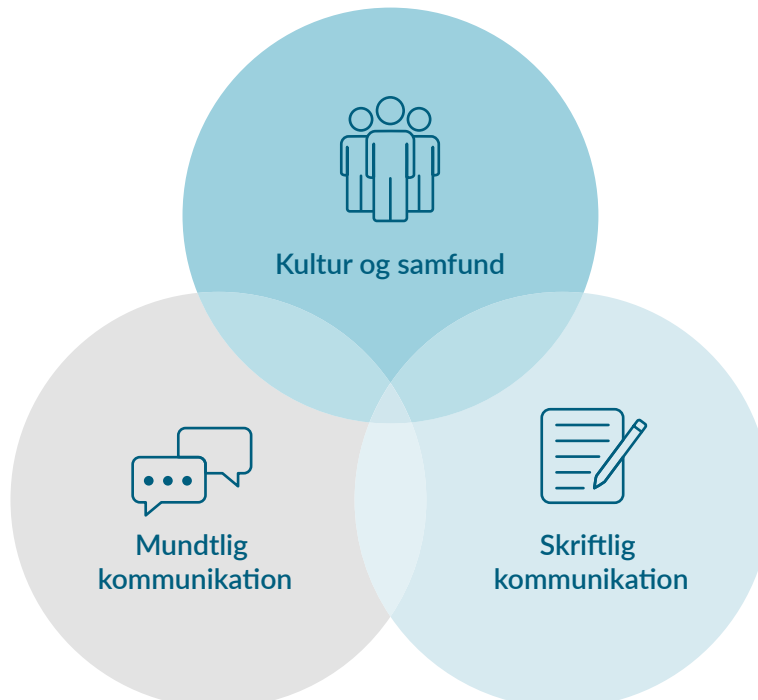 Kultur og samfund
Mundtlig
kommunikation
Skriftlig
kommunikation